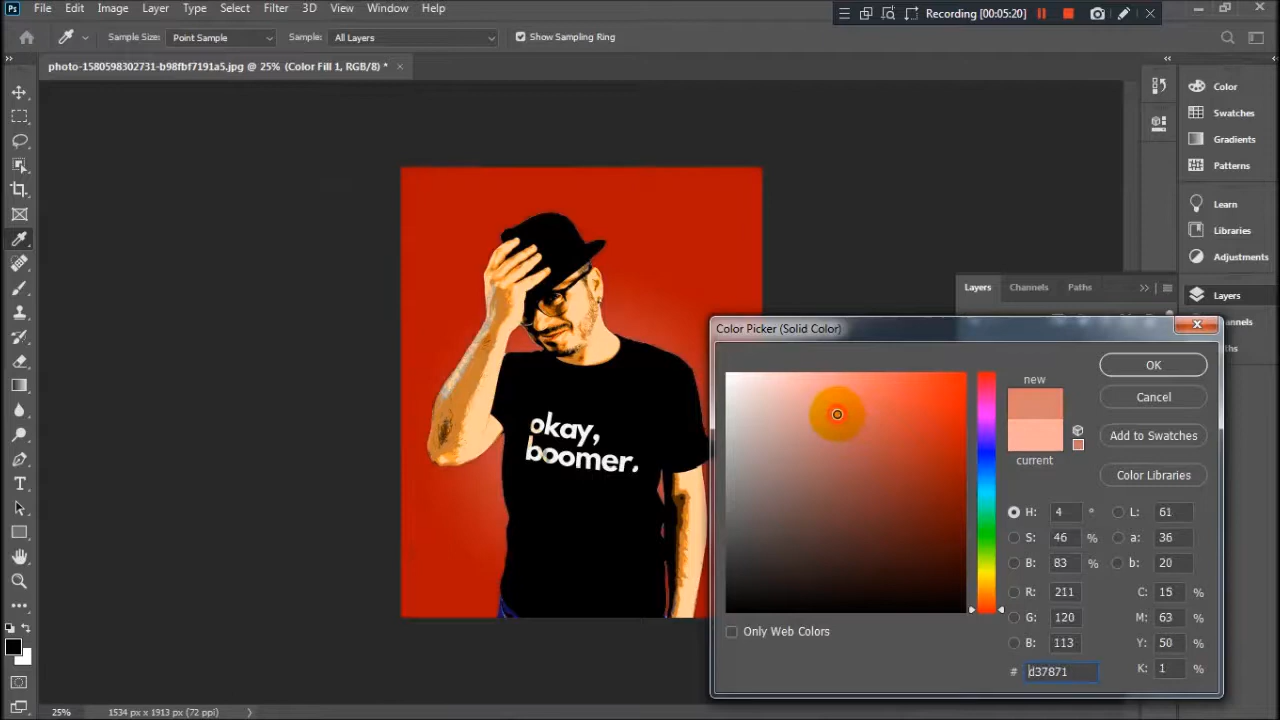 Ps File Edit Image Layer Type Select Filter 3D View Window Help
Recording [00:05:20]
Sample Size: Point Sample Sample: All Layers Show Sampling Ring
photo-1580598302731-b98fbf7191a5.jpg @ 25% (Color Fill 1, RGB/8) * ×
Color
Swatches
Gradients
Patterns
Learn
Libraries
Adjustments
Layers Channels Paths
Layers
Channels
Color Picker (Solid Color)
new
OK
Cancel
Add to Swatches
current
Color Libraries
okay,
boomer.
H: 4 ° L: 61
S: 46 % a: 36
B: 83 % b: 20
R: 211 C: 15 %
G: 120 M: 63 %
B: 113 Y: 50 %
Only Web Colors
# d37871 K: 1 %
T
25% 1534 px x 1913 px (72 ppi)